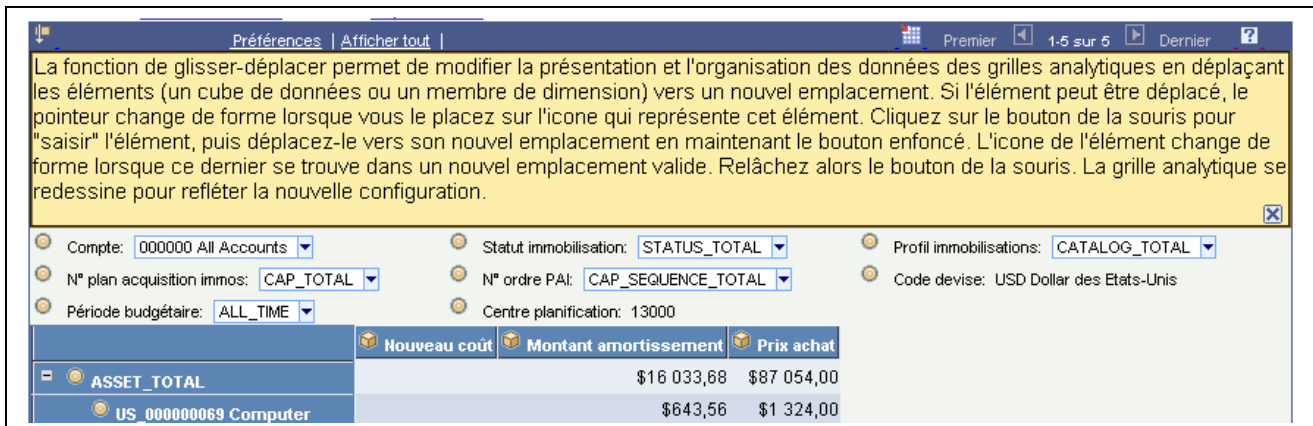 Préférences | Afficher tout | Premier 1-5 sur 5 Dernier ?
La fonction de glisser-déplacer permet de modifier la présentation et l'organisation des données des grilles analytiques en déplaçant
les éléments (un cube de données ou un membre de dimension) vers un nouvel emplacement. Si l'élément peut être déplacé, le
pointeur change de forme lorsque vous le placez sur l'icone qui représente cet élément. Cliquez sur le bouton de la souris pour
"saisir" l'élément, puis déplacez-le vers son nouvel emplacement en maintenant le bouton enfoncé. L'icone de l'élément change de
forme lorsque ce dernier se trouve dans un nouvel emplacement valide. Relâchez alors le bouton de la souris. La grille analytique se
redessine pour refléter la nouvelle configuration.
Compte: 000000 All Accounts Statut immobilisation: STATUS_TOTAL Profil immobilisations: CATALOG_TOTAL
N° plan acquisition immos: CAP_TOTAL N° ordre PAI: CAP_SEQUENCE_TOTAL Code devise: USD Dollar des Etats-Unis
Période budgétaire: ALL_TIME Centre planification: 13000
Nouveau coût Montant amortissement Prix achat
ASSET_TOTAL $16 033,68 $87 054,00
US_000000069 Computer $643,56 $1 324,00